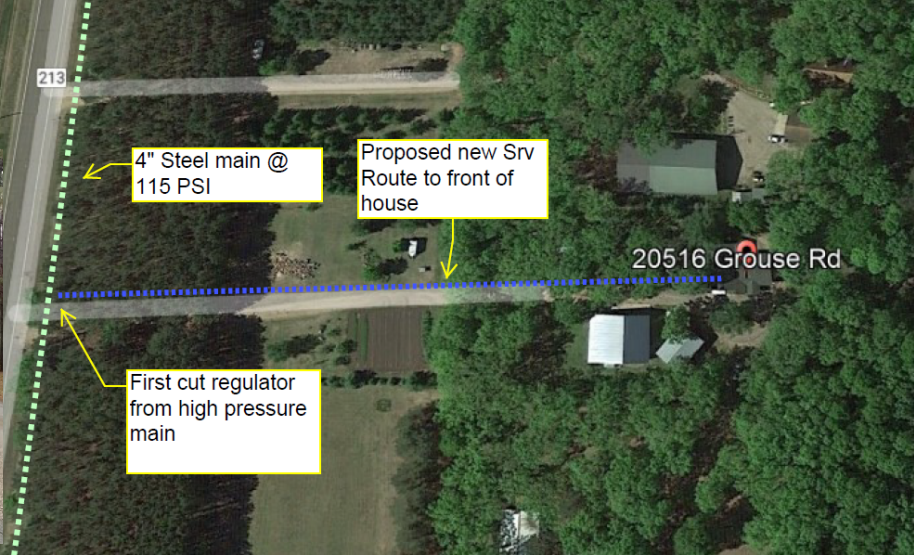 213
4" Steel main @
115 PSI
Proposed new Srv
Route to front of
house
20516 Grouse Rd
First cut regulator
from high pressure
main